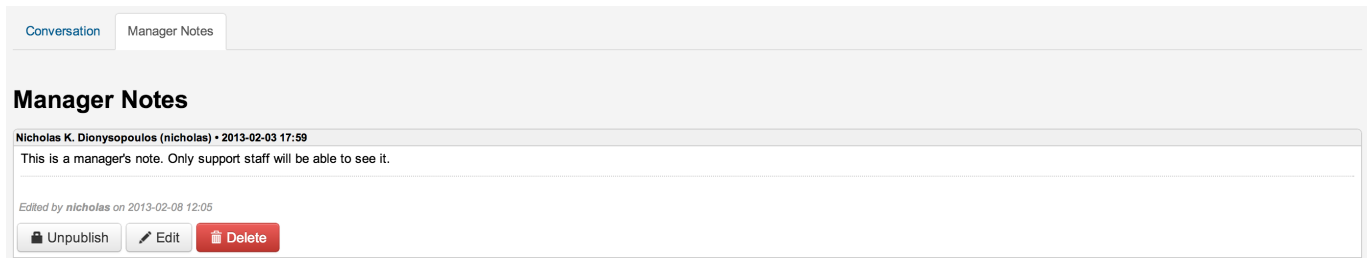 Conversation Manager Notes
Manager Notes
Nicholas K. Dionysopoulos (nicholas) • 2013-02-03 17:59
This is a manager's note. Only support staff will be able to see it.
Edited by nicholas on 2013-02-08 12:05
Unpublish Edit Delete